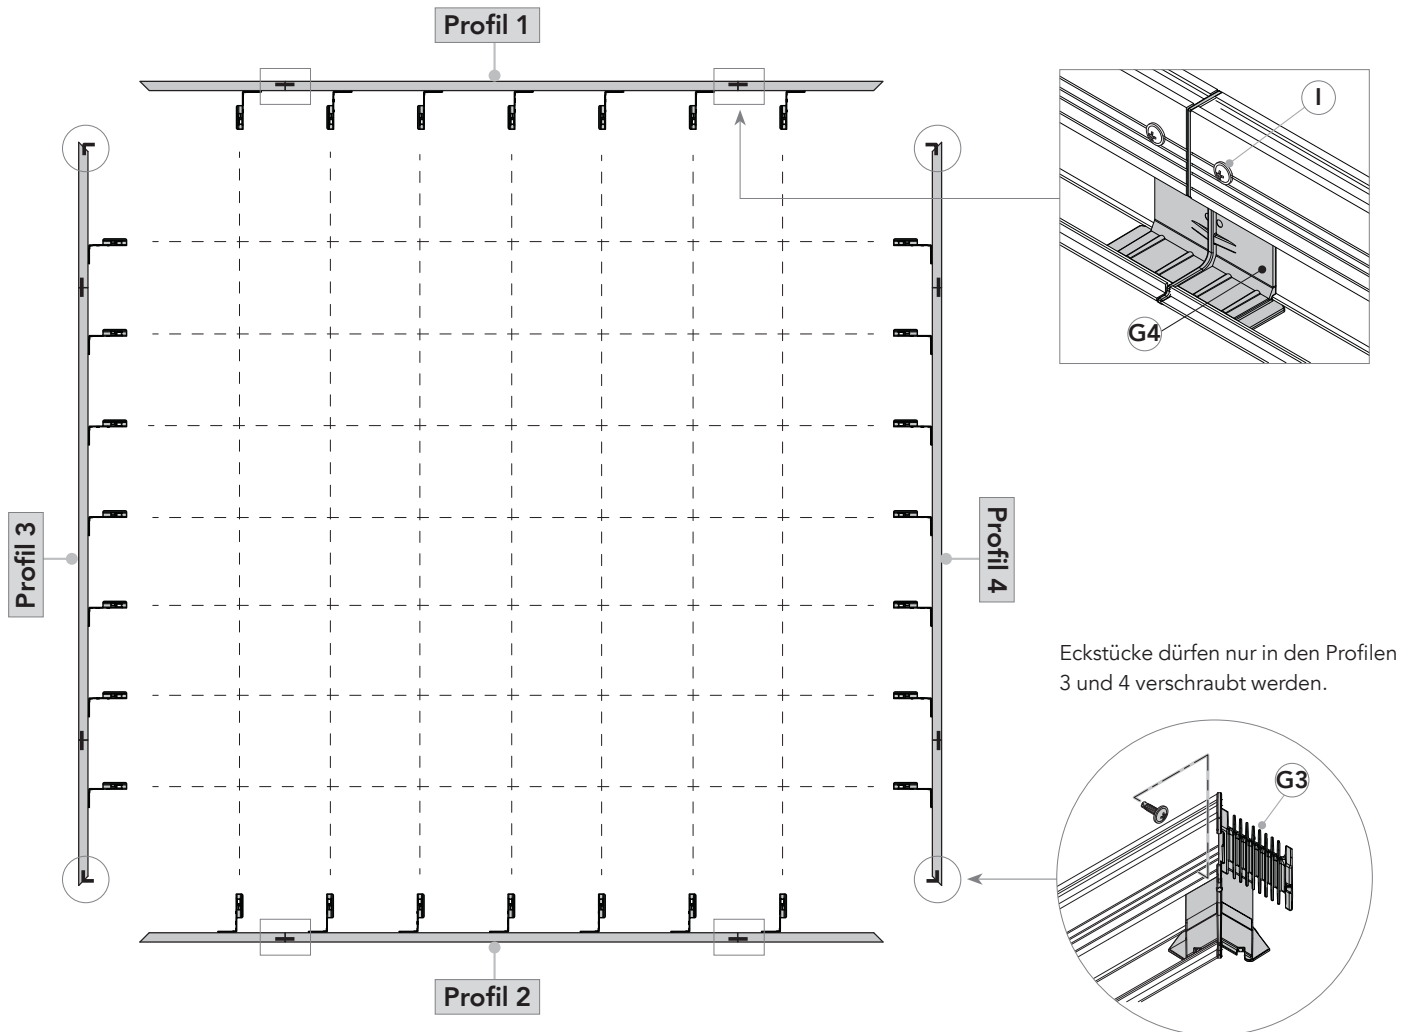 Profil 1
I
G4
Profil 3
Profil 4
Eckstücke dürfen nur in den Profilen
3 und 4 verschraubt werden.
G3
Profil 2